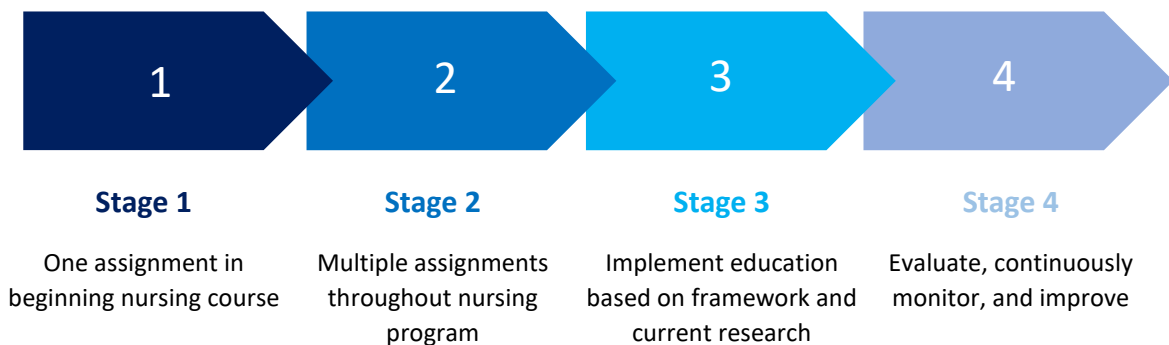 1
2
3
4
Stage 1
Stage 2
Stage 3
Stage 4
One assignment in
beginning nursing course
Multiple assignments
throughout nursing
program
Implement education
based on framework and
current research
Evaluate, continuously
monitor, and improve